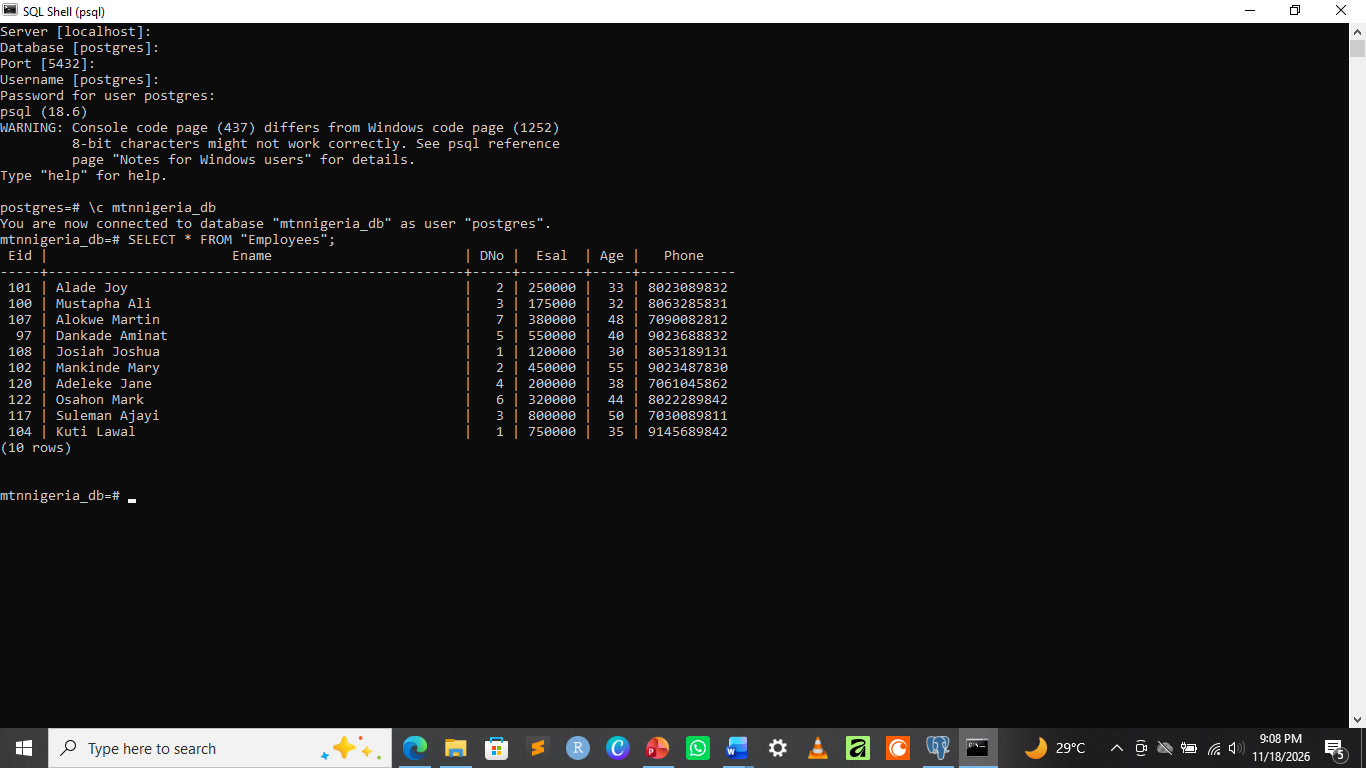 SQL Shell (psql)
Server [localhost]:
Database [postgres]:
Port [5432]:
Username [postgres]:
Password for user postgres:
psql (18.6)
WARNING: Console code page (437) differs from Windows code page (1252)
         8-bit characters might not work correctly. See psql reference
         page "Notes for Windows users" for details.
Type "help" for help.
postgres=# \c mtnnigeria_db
You are now connected to database "mtnnigeria_db" as user "postgres".
mtnnigeria_db=# SELECT * FROM "Employees";
 Eid |                       Ename                        | DNo |  Esal  | Age |   Phone
-----+----------------------------------------------------+-----+--------+-----+------------
 101 | Alade Joy                                          |   2 | 250000 |  33 | 8023089832
 100 | Mustapha Ali                                       |   3 | 175000 |  32 | 8063285831
 107 | Alokwe Martin                                      |   7 | 380000 |  48 | 7090082812
  97 | Dankade Aminat                                     |   5 | 550000 |  40 | 9023688832
 108 | Josiah Joshua                                      |   1 | 120000 |  30 | 8053189131
 102 | Mankinde Mary                                      |   2 | 450000 |  55 | 9023487830
 120 | Adeleke Jane                                       |   4 | 200000 |  38 | 7061045862
 122 | Osahon Mark                                        |   6 | 320000 |  44 | 8022289842
 117 | Suleman Ajayi                                      |   3 | 800000 |  50 | 7030089811
 104 | Kuti Lawal                                         |   1 | 750000 |  35 | 9145689842
(10 rows)
mtnnigeria_db=#
Type here to search
29°C
9:08 PM
11/18/2026
5